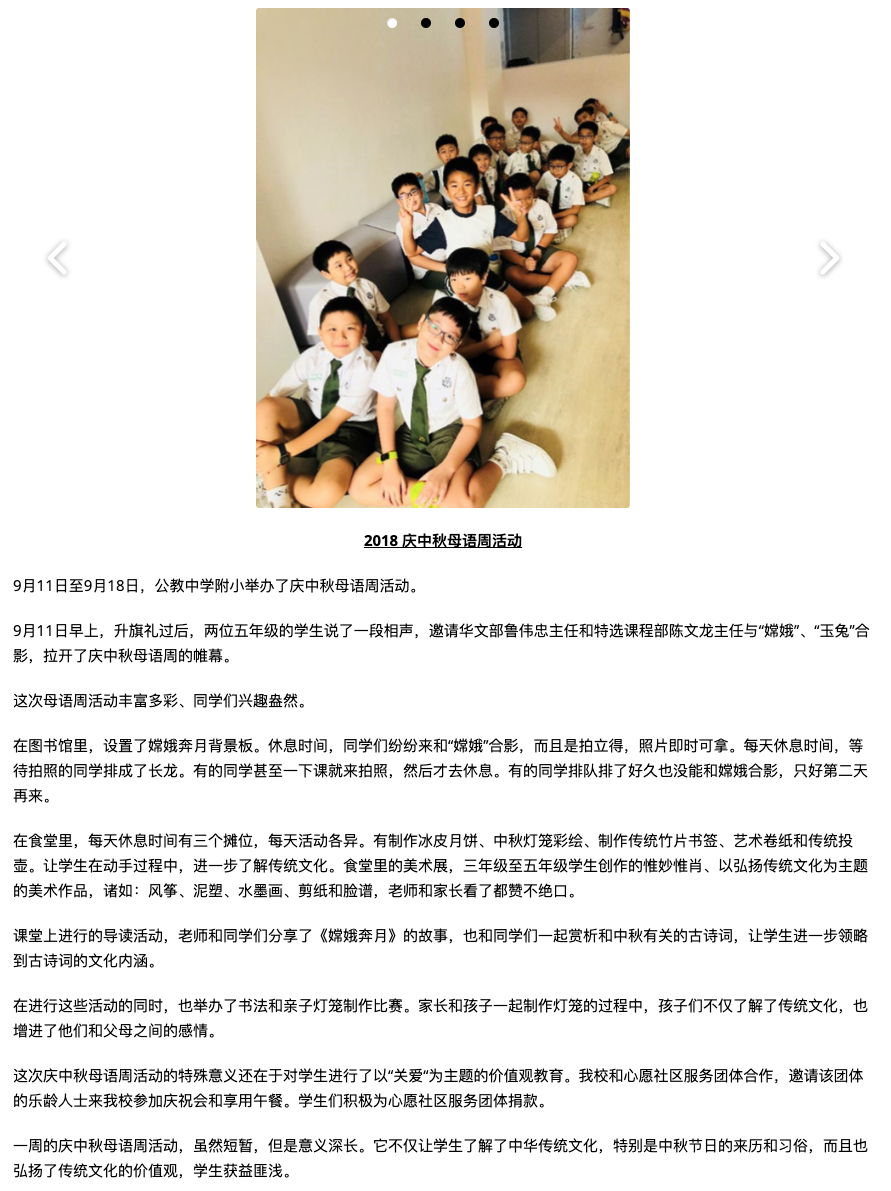 2018 庆中秋母语周活动
9月11日至9月18日，公教中学附小举办了庆中秋母语周活动。
9月11日早上，升旗礼过后，两位五年级的学生说了一段相声，邀请华文部鲁伟忠主任和特选课程部陈文龙主任与“嫦娥”、“玉兔”合
影，拉开了庆中秋母语周的帷幕。
这次母语周活动丰富多彩、同学们兴趣盎然。
在图书馆里，设置了嫦娥奔月背景板。休息时间，同学们纷纷来和“嫦娥”合影，而且是拍立得，照片即时可拿。每天休息时间，等
待拍照的同学排成了长龙。有的同学甚至一下课就来拍照，然后才去休息。有的同学排队排了好久也没能和嫦娥合影，只好第二天
再来。
在食堂里，每天休息时间有三个摊位，每天活动各异。有制作冰皮月饼、中秋灯笼彩绘、制作传统竹片书签、艺术卷纸和传统投
壶。让学生在动手过程中，进一步了解传统文化。食堂里的美术展，三年级至五年级学生创作的惟妙惟肖、以弘扬传统文化为主题
的美术作品，诸如：风筝、泥塑、水墨画、剪纸和脸谱，老师和家长看了都赞不绝口。
课堂上进行的导读活动，老师和同学们分享了《嫦娥奔月》的故事，也和同学们一起赏析和中秋有关的古诗词，让学生进一步领略
到古诗词的文化内涵。
在进行这些活动的同时，也举办了书法和亲子灯笼制作比赛。家长和孩子一起制作灯笼的过程中，孩子们不仅了解了传统文化，也
增进了他们和父母之间的感情。
这次庆中秋母语周活动的特殊意义还在于对学生进行了以“关爱“为主题的价值观教育。我校和心愿社区服务团体合作，邀请该团体
的乐龄人士来我校参加庆祝会和享用午餐。学生们积极为心愿社区服务团体捐款。
一周的庆中秋母语周活动，虽然短暂，但是意义深长。它不仅让学生了解了中华传统文化，特别是中秋节日的来历和习俗，而且也
弘扬了传统文化的价值观，学生获益匪浅。